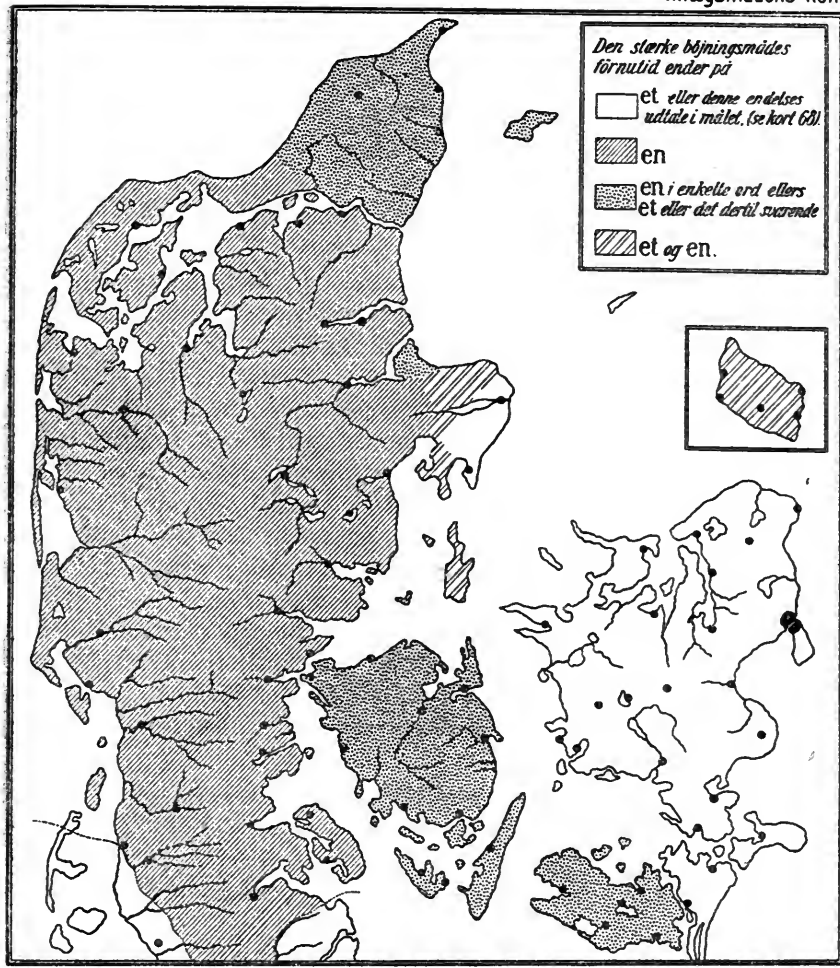 Den stærke böjningsmådes
förnutid ender på
et eller denne endelses
udtale i målet. (se kort 68)
en
en i enkelte ord ellers
et eller det dertil svarende
et og en.